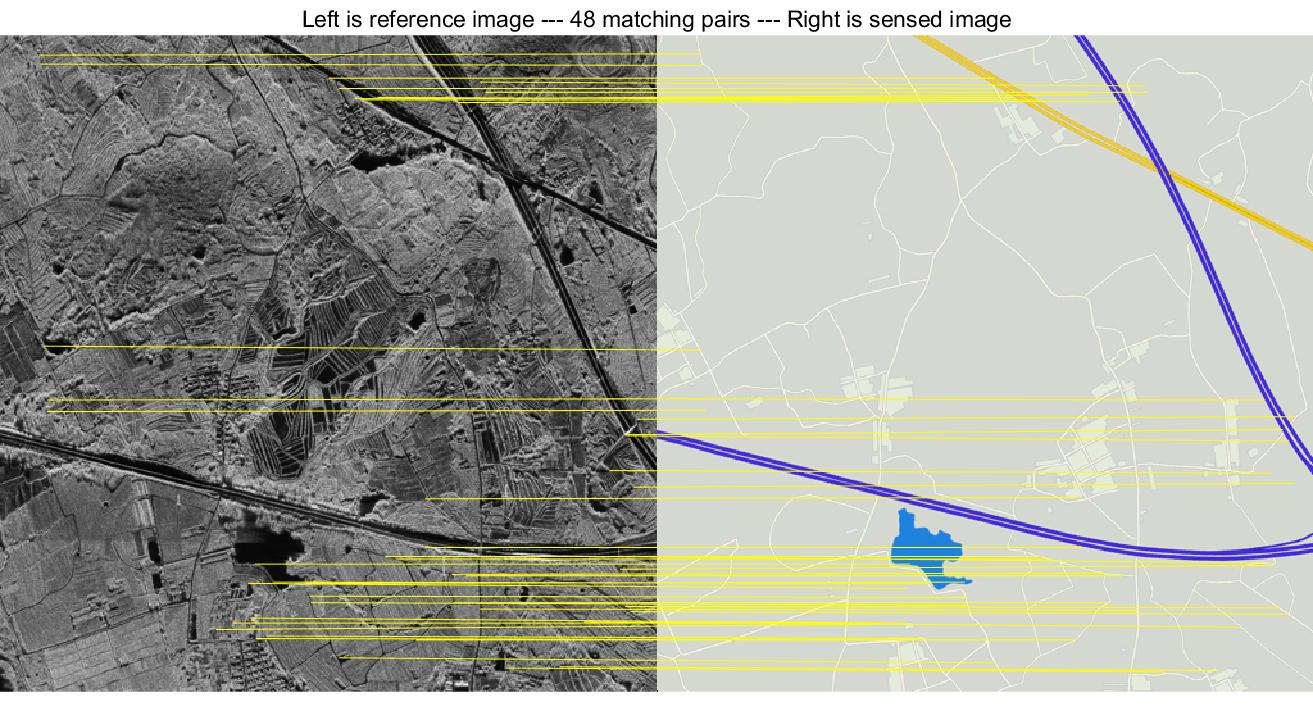 Left is reference image --- 48 matching pairs --- Right is sensed image